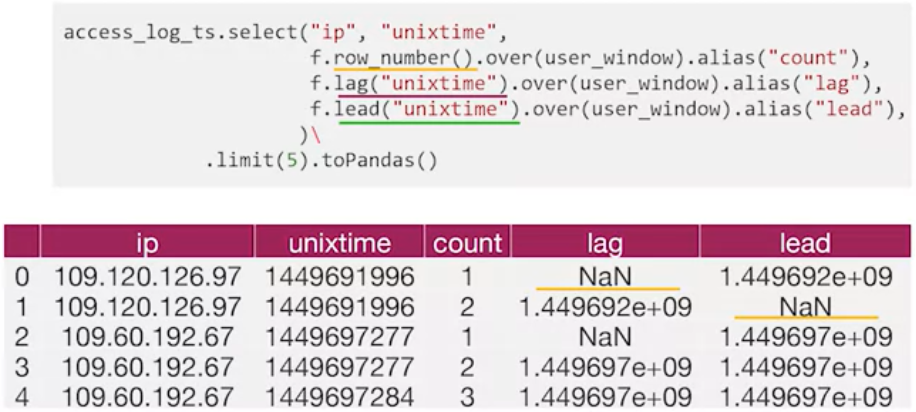 access_log_ts.select("ip", "unixtime",
f.row_number().over(user_window).alias("count"),
f.lag("unixtime").over(user_window).alias("lag"),
f.lead("unixtime").over(user_window).alias("lead"),
)\
.limit(5).toPandas()
ip unixtime count lag lead
0 109.120.126.97 1449691996 1 NaN 1.449692e+09
1 109.120.126.97 1449691996 2 1.449692e+09 NaN
2 109.60.192.67 1449697277 1 NaN 1.449697e+09
3 109.60.192.67 1449697277 2 1.449697e+09 1.449697e+09
4 109.60.192.67 1449697284 3 1.449697e+09 1.449697e+09